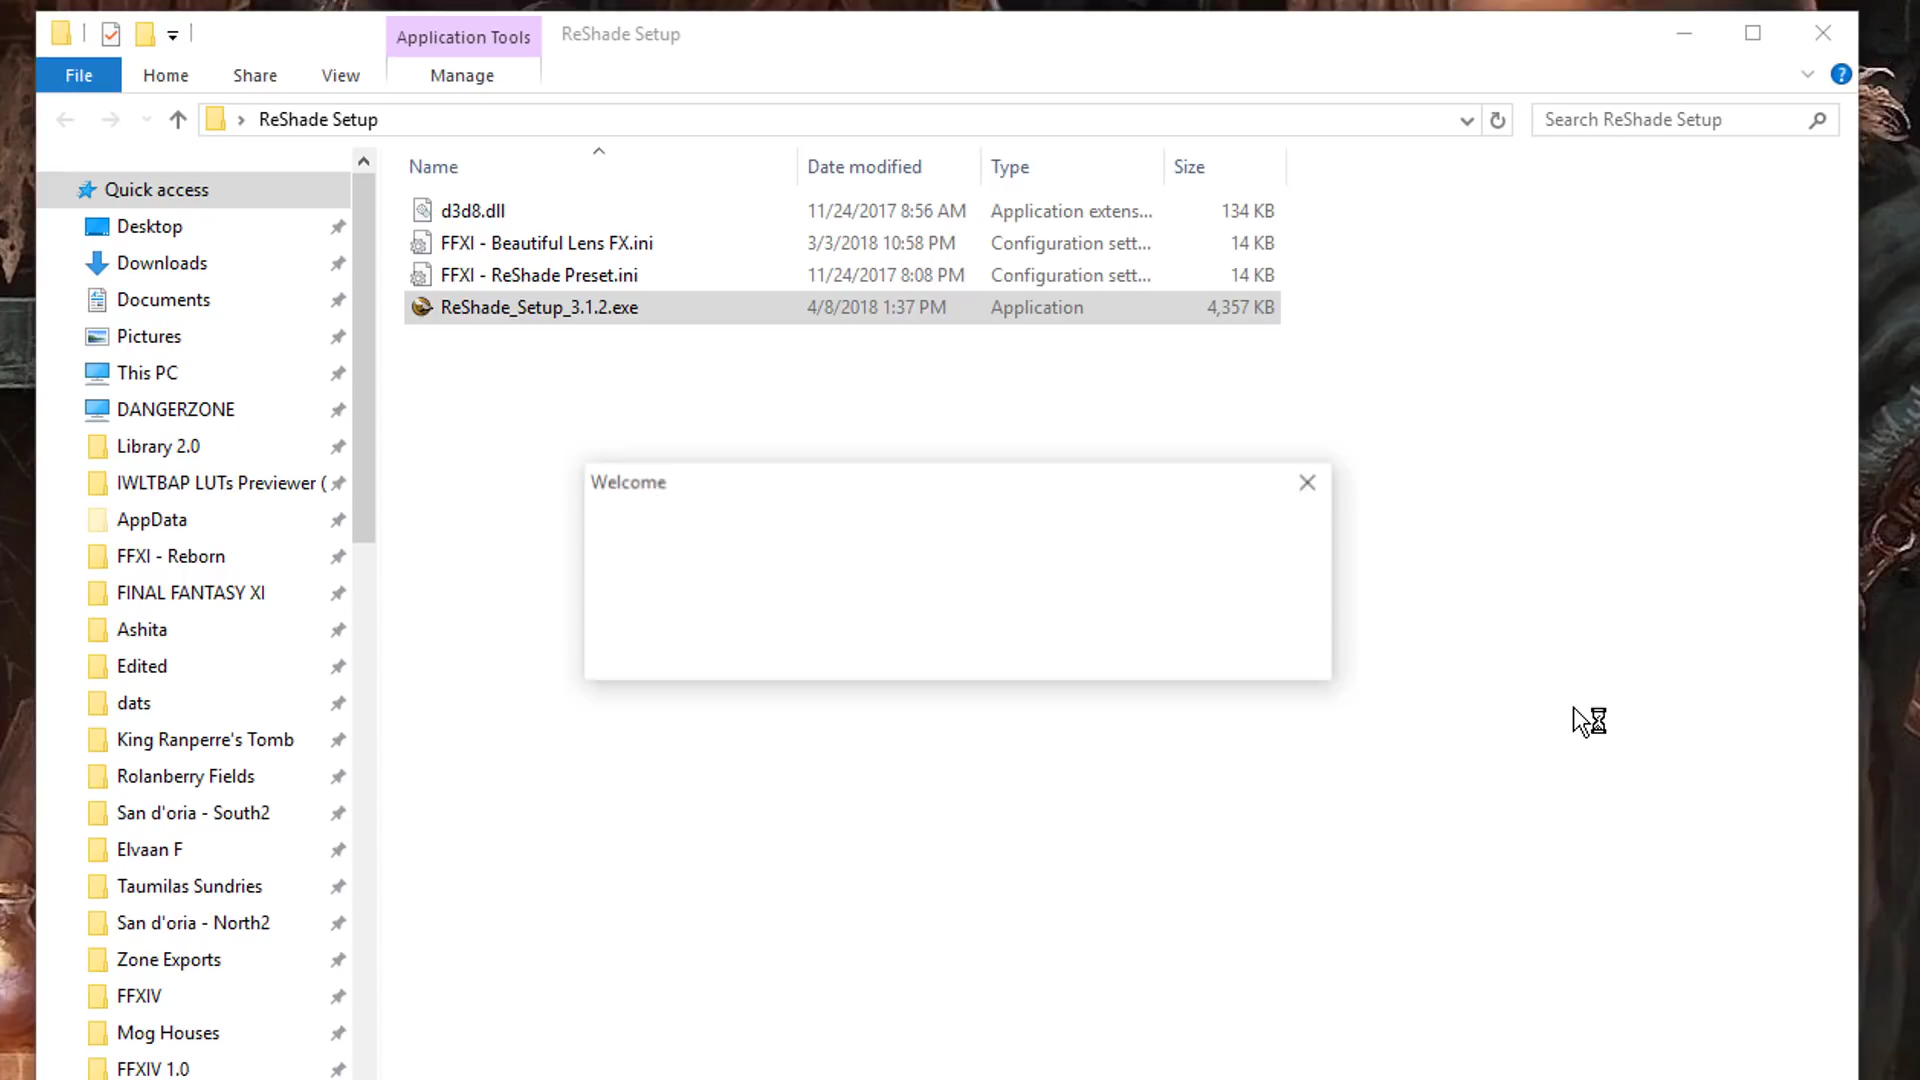 Application Tools
ReShade Setup
File
Home
Share
View
Manage
?
ReShade Setup
Search ReShade Setup
Name
Date modified
Type
Size
d3d8.dll
11/24/2017 8:56 AM
Application extens...
134 KB
FFXI - Beautiful Lens FX.ini
3/3/2018 10:58 PM
Configuration sett...
14 KB
FFXI - ReShade Preset.ini
11/24/2017 8:08 PM
Configuration sett...
14 KB
ReShade_Setup_3.1.2.exe
4/8/2018 1:37 PM
Application
4,357 KB
Quick access
Desktop
Downloads
Documents
Pictures
This PC
DANGERZONE
Library 2.0
IWLTBAP LUTs Previewer (
AppData
FFXI - Reborn
FINAL FANTASY XI
Ashita
Edited
dats
King Ranperre's Tomb
Rolanberry Fields
San d'oria - South2
Elvaan F
Taumilas Sundries
San d'oria - North2
Zone Exports
FFXIV
Mog Houses
FFXIV 1.0
Welcome